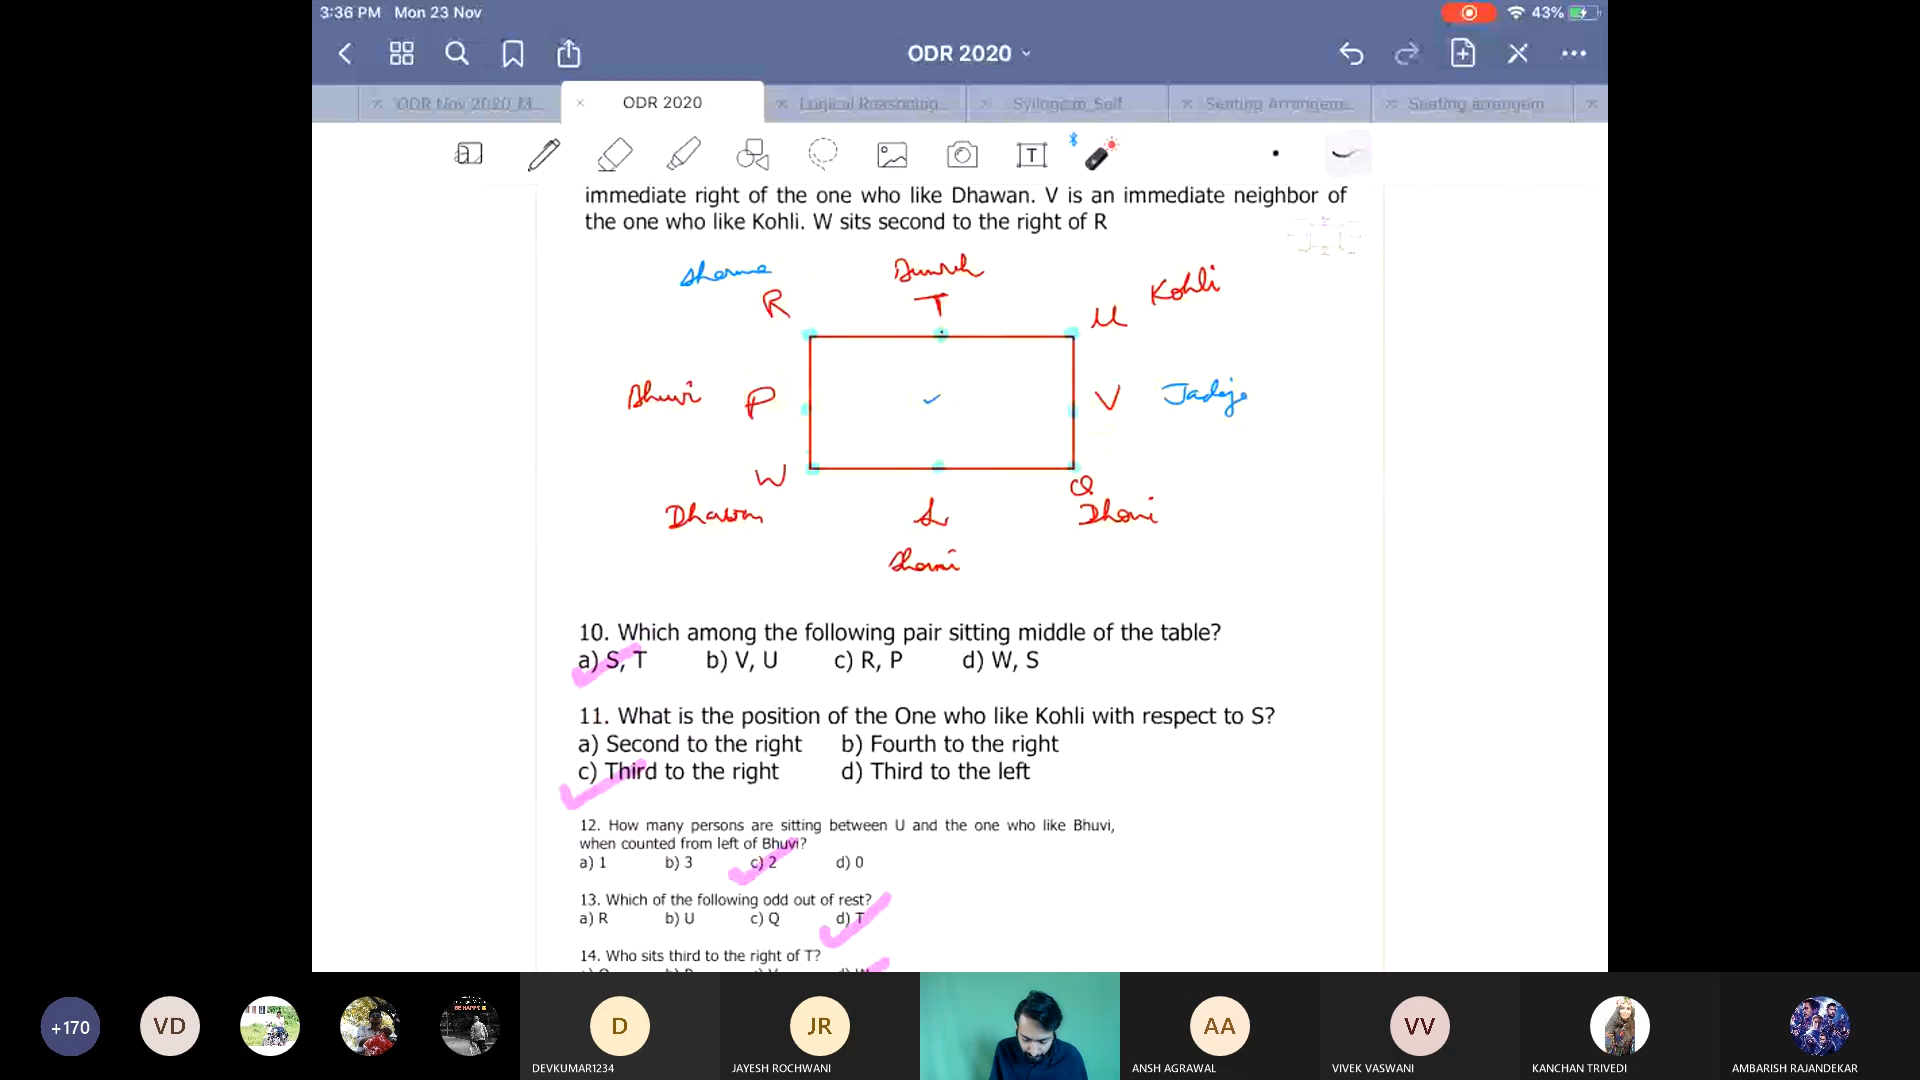 3:36 PM Mon 23 Nov
43%
ODR 2020
ODR Nov 2020_M...
ODR 2020
Logical Reasoning...
Syllogism_Self
Seating Arrangem...
Seating arrangem
immediate right of the one who like Dhawan. V is an immediate neighbor of
the one who like Kohli. W sits second to the right of R
Sharma
Bumrah
Kohli
R
T
U
Bhuvi
P
V
Jadeja
W
Q
Dhawan
S
Dhoni
Shami
10. Which among the following pair sitting middle of the table?
a) S, T b) V, U c) R, P d) W, S
11. What is the position of the One who like Kohli with respect to S?
a) Second to the right b) Fourth to the right
c) Third to the right d) Third to the left
12. How many persons are sitting between U and the one who like Bhuvi,
when counted from left of Bhuvi?
a) 1 b) 3 c) 2 d) 0
13. Which of the following odd out of rest?
a) R b) U c) Q d) T
14. Who sits third to the right of T?
+170
VD
BE HAPPY
D
JR
AA
VV
DEVKUMAR1234
JAYESH ROCHWANI
ANSH AGRAWAL
VIVEK VASWANI
KANCHAN TRIVEDI
AMBARISH RAJANDEKAR